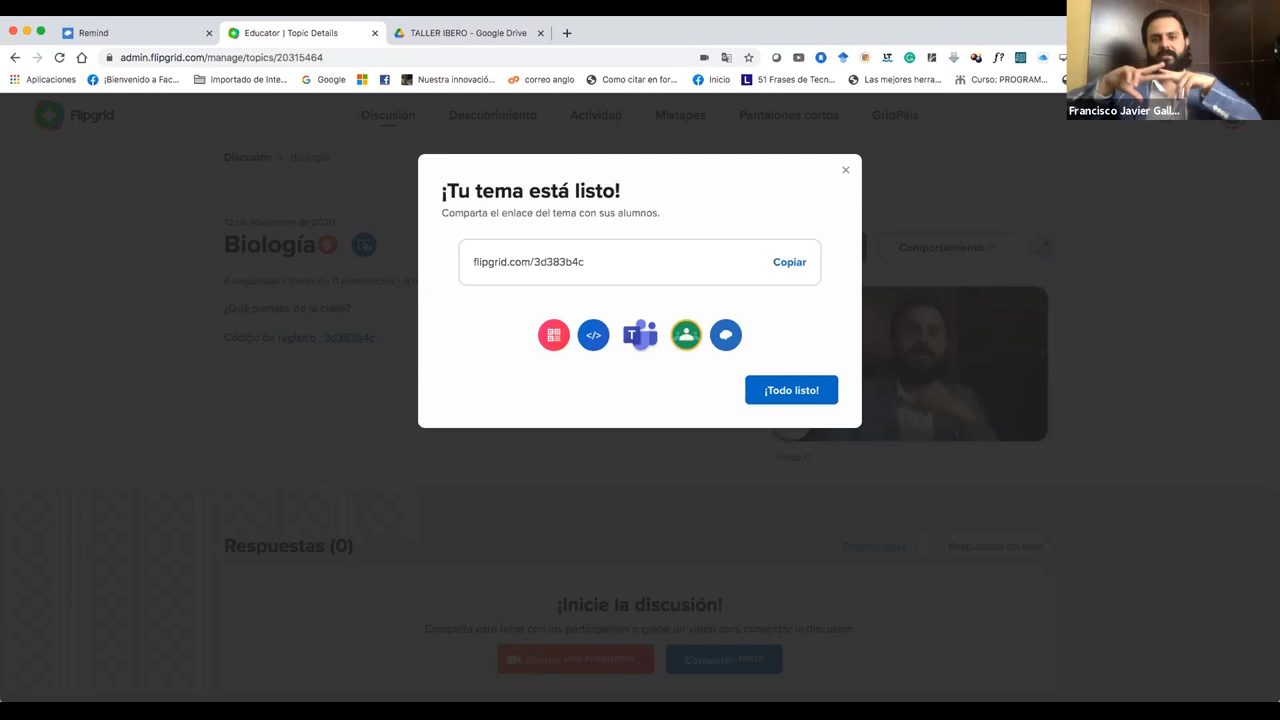 Remind
Educator | Topic Details
TALLER IBERO - Google Drive
admin.flipgrid.com/manage/topics/20315464
Aplicaciones
¡Bienvenido a Fac...
Importado de Inte...
Google
Nuestra innovació...
correo anglo
Como citar en for...
Inicio
51 Frases de Tecn...
Las mejores herra...
Curso: PROGRAM...
Francisco Javier Gall...
Flipgrid
Discusión
Descubrimiento
Actividad
Mixtapes
Pantalones cortos
GridPals
Discusión > Biología
¡Tu tema está listo!
Comparta el enlace del tema con sus alumnos.
12 de noviembre de 2020
Biología
Comportamiento
flipgrid.com/3d383b4c
Copiar
¿Qué piensas de la clase?
Código de registro : 3d383b4c
¡Todo listo!
Respuestas (0)
¡Inicie la discusión!
Comparta este tema con los participantes o grabe un video para comenzar la discusión.
una respuesta
Compartir tema